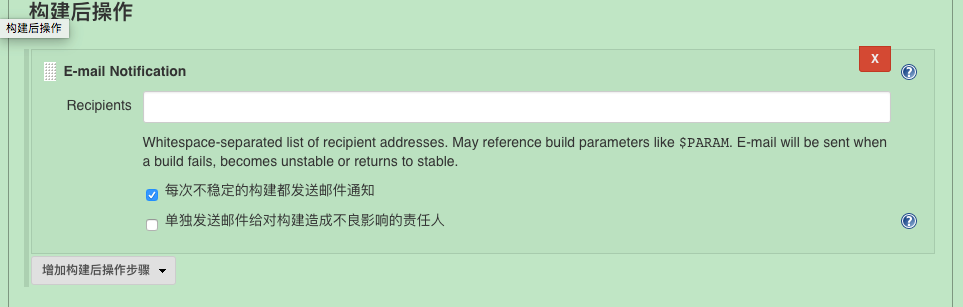 构建后操作
构建后操作
E-mail Notification
X
Recipients
Whitespace-separated list of recipient addresses. May reference build parameters like $PARAM. E-mail will be sent when
a build fails, becomes unstable or returns to stable.
每次不稳定的构建都发送邮件通知
单独发送邮件给对构建造成不良影响的责任人
增加构建后操作步骤